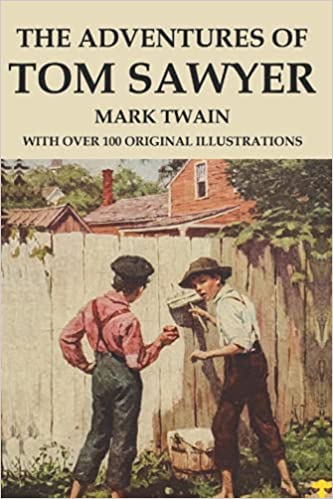 THE ADVENTURES OF
TOM SAWYER
MARK TWAIN
WITH OVER 100 ORIGINAL ILLUSTRATIONS